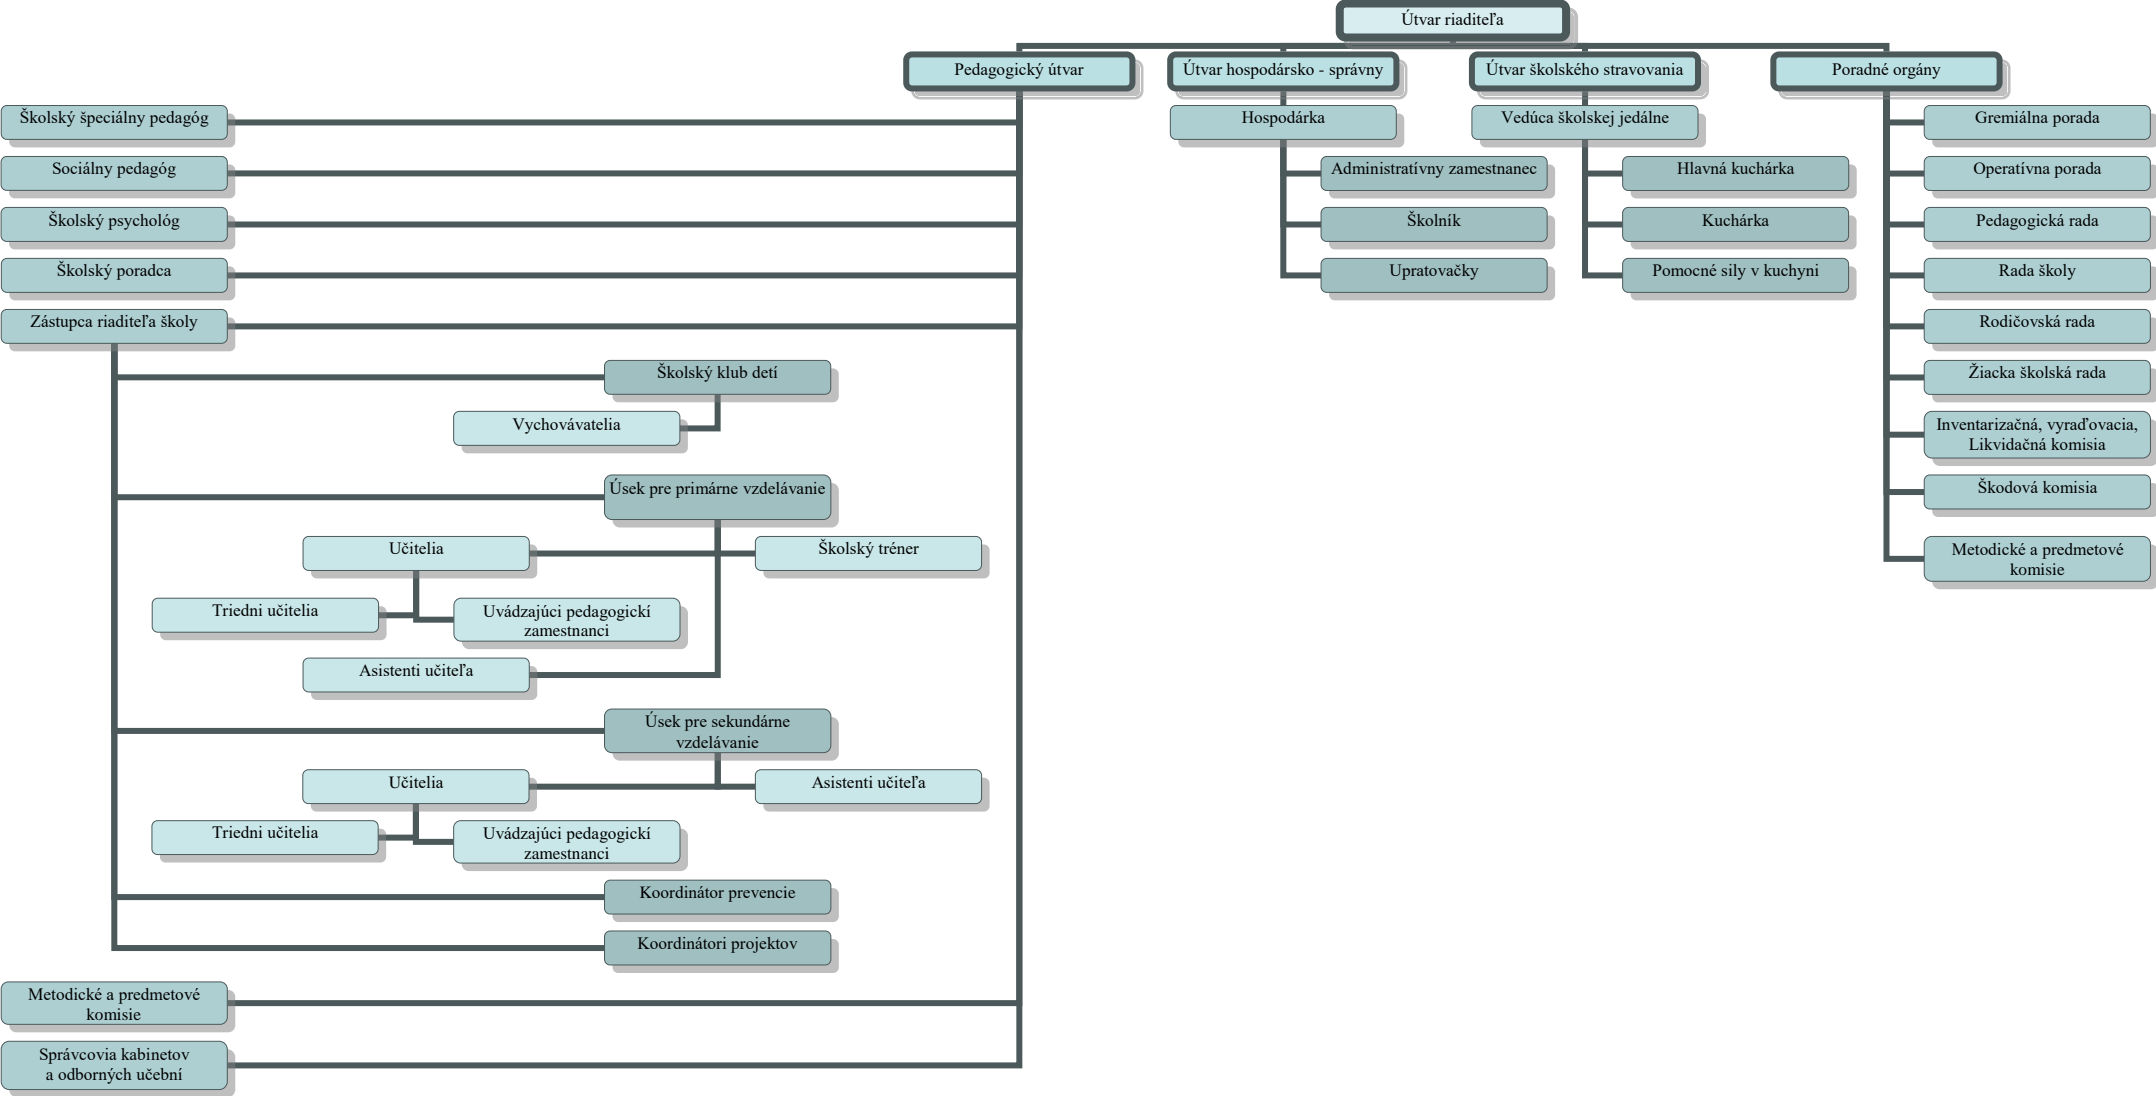 Útvar riaditeľa
Pedagogický útvar
Útvar hospodársko - správny
Útvar školského stravovania
Poradné orgány
Školský špeciálny pedagóg
Hospodárka
Vedúca školskej jedálne
Gremiálna porada
Sociálny pedagóg
Administratívny zamestnanec
Hlavná kuchárka
Operatívna porada
Školský psychológ
Školník
Kuchárka
Pedagogická rada
Školský poradca
Upratovačky
Pomocné sily v kuchyni
Rada školy
Zástupca riaditeľa školy
Rodičovská rada
Školský klub detí
Žiacka školská rada
Vychovávatelia
Inventarizačná, vyraďovacia,
Likvidačná komisia
Úsek pre primárne vzdelávanie
Škodová komisia
Učitelia
Školský tréner
Metodické a predmetové
komisie
Triedni učitelia
Uvádzajúci pedagogickí
zamestnanci
Asistenti učiteľa
Úsek pre sekundárne
vzdelávanie
Učitelia
Asistenti učiteľa
Triedni učitelia
Uvádzajúci pedagogickí
zamestnanci
Koordinátor prevencie
Koordinátori projektov
Metodické a predmetové
komisie
Správcovia kabinetov
a odborných učební